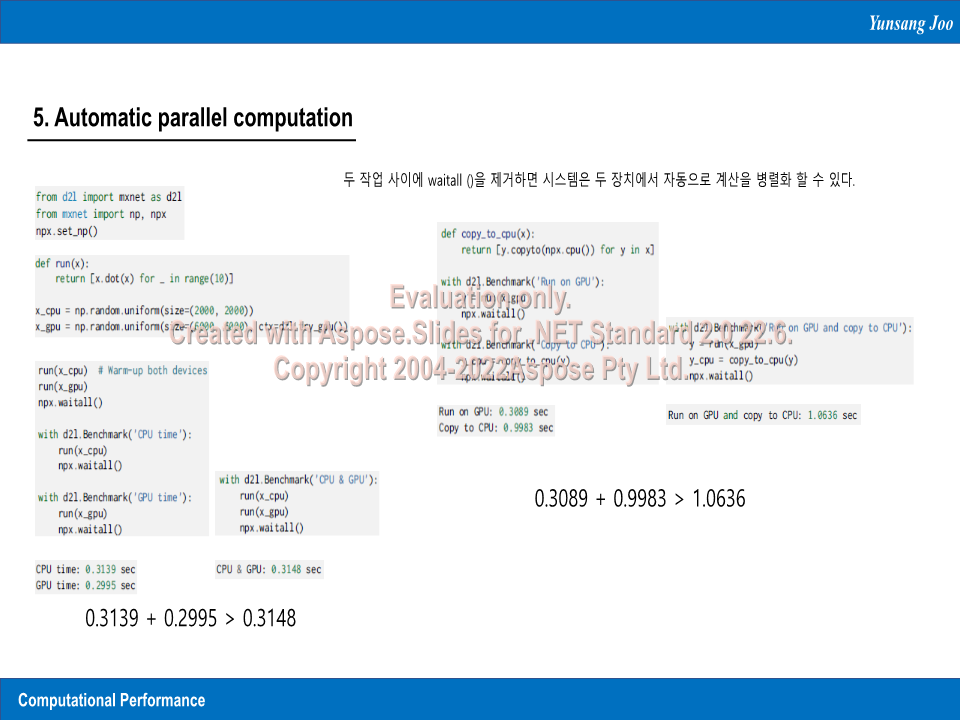 Yunsang Joo
5. Automatic parallel computation
두 작업 사이에 waitall ()을 제거하면 시스템은 두 장치에서 자동으로 계산을 병렬화 할 수 있다.
from d2l import mxnet as d2l
from mxnet import np, npx
npx.set_np()
def run(x):
return [x.dot(x) for _ in range(10)]
x_cpu = np.random.uniform(size=(2000, 2000))
x_gpu = np.random.uniform(size=(6000, 6000), ctx=d2l.try_gpu())
run(x_cpu) # Warm-up both devices
run(x_gpu)
npx.waitall()
with d2l.Benchmark('CPU time'):
run(x_cpu)
npx.waitall()
with d2l.Benchmark('GPU time'):
run(x_gpu)
npx.waitall()
CPU time: 0.3139 sec
GPU time: 0.2995 sec
with d2l.Benchmark('CPU & GPU'):
run(x_cpu)
run(x_gpu)
npx.waitall()
CPU & GPU: 0.3148 sec
0.3139 + 0.2995 > 0.3148
def copy_to_cpu(x):
return [y.copyto(npx.cpu()) for y in x]
with d2l.Benchmark('Run on GPU'):
y = run(x_gpu)
npx.waitall()
with d2l.Benchmark('Copy to CPU'):
y_cpu = copy_to_cpu(y)
npx.waitall()
Run on GPU: 0.3089 sec
Copy to CPU: 0.9983 sec
with d2l.Benchmark('Run on GPU and copy to CPU'):
y = run(x_gpu)
y_cpu = copy_to_cpu(y)
npx.waitall()
Run on GPU and copy to CPU: 1.0636 sec
0.3089 + 0.9983 > 1.0636
Evaluation only.
Created with Aspose.Slides for .NET Standard 2.0 22.6.
Copyright 2004-2022Aspose Pty Ltd.
Computational Performance